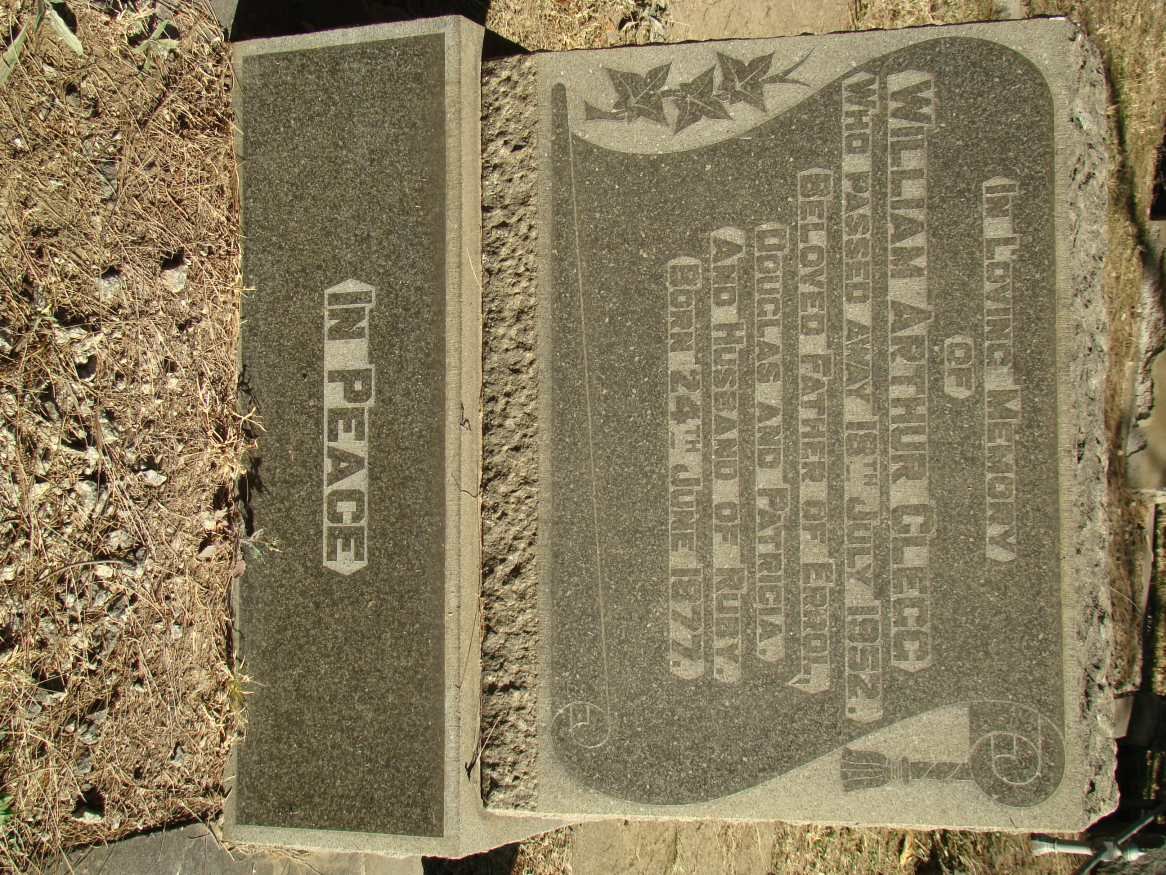 IN LOVING MEMORY
OF
WILLIAM ARTHUR CLEGG
WHO PASSED AWAY 18TH JULY 1952.
BELOVED FATHER OF ERROL,
DOUGLAS AND PATRICIA.
AND HUSBAND OF RUBY.
BORN 24TH JUNE 1877.
IN PEACE